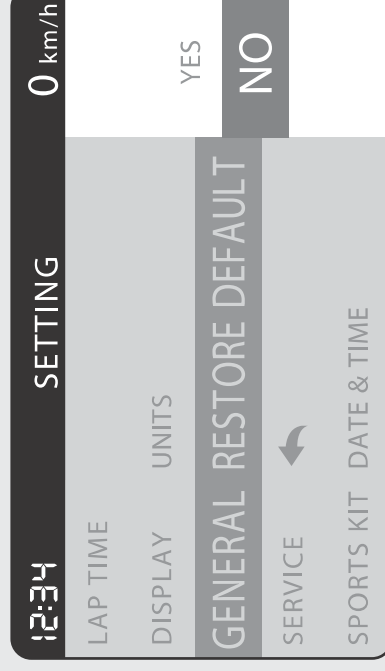 12:34 SETTING 0 km/h
LAP TIME
DISPLAY UNITS YES
GENERAL RESTORE DEFAULT NO
SERVICE
SPORTS KIT DATE & TIME